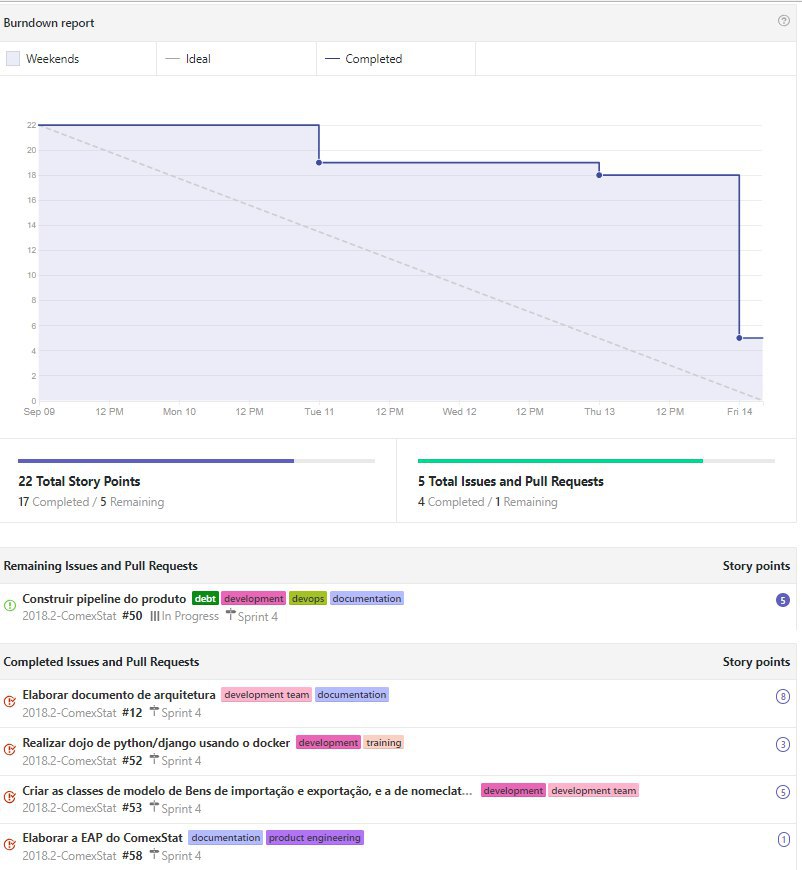 Burndown report
Weekends Ideal Completed
22
20
18
16
14
12
10
8
6
4
2
0
Sep 09 12 PM Mon 10 12 PM Tue 11 12 PM Wed 12 12 PM Thu 13 12 PM Fri 14
22 Total Story Points
17 Completed / 5 Remaining
5 Total Issues and Pull Requests
4 Completed / 1 Remaining
Remaining Issues and Pull Requests Story points
Construir pipeline do produto debt development devops documentation 5
2018.2-ComexStat #50 In Progress Sprint 4
Completed Issues and Pull Requests Story points
Elaborar documento de arquitetura development team documentation 8
2018.2-ComexStat #12 Sprint 4
Realizar dojo de python/django usando o docker development training 3
2018.2-ComexStat #52 Sprint 4
Criar as classes de modelo de Bens de importação e exportação, e a de nomeclat... development development team 5
2018.2-ComexStat #53 Sprint 4
Elaborar a EAP do ComexStat documentation product engineering 1
2018.2-ComexStat #58 Sprint 4